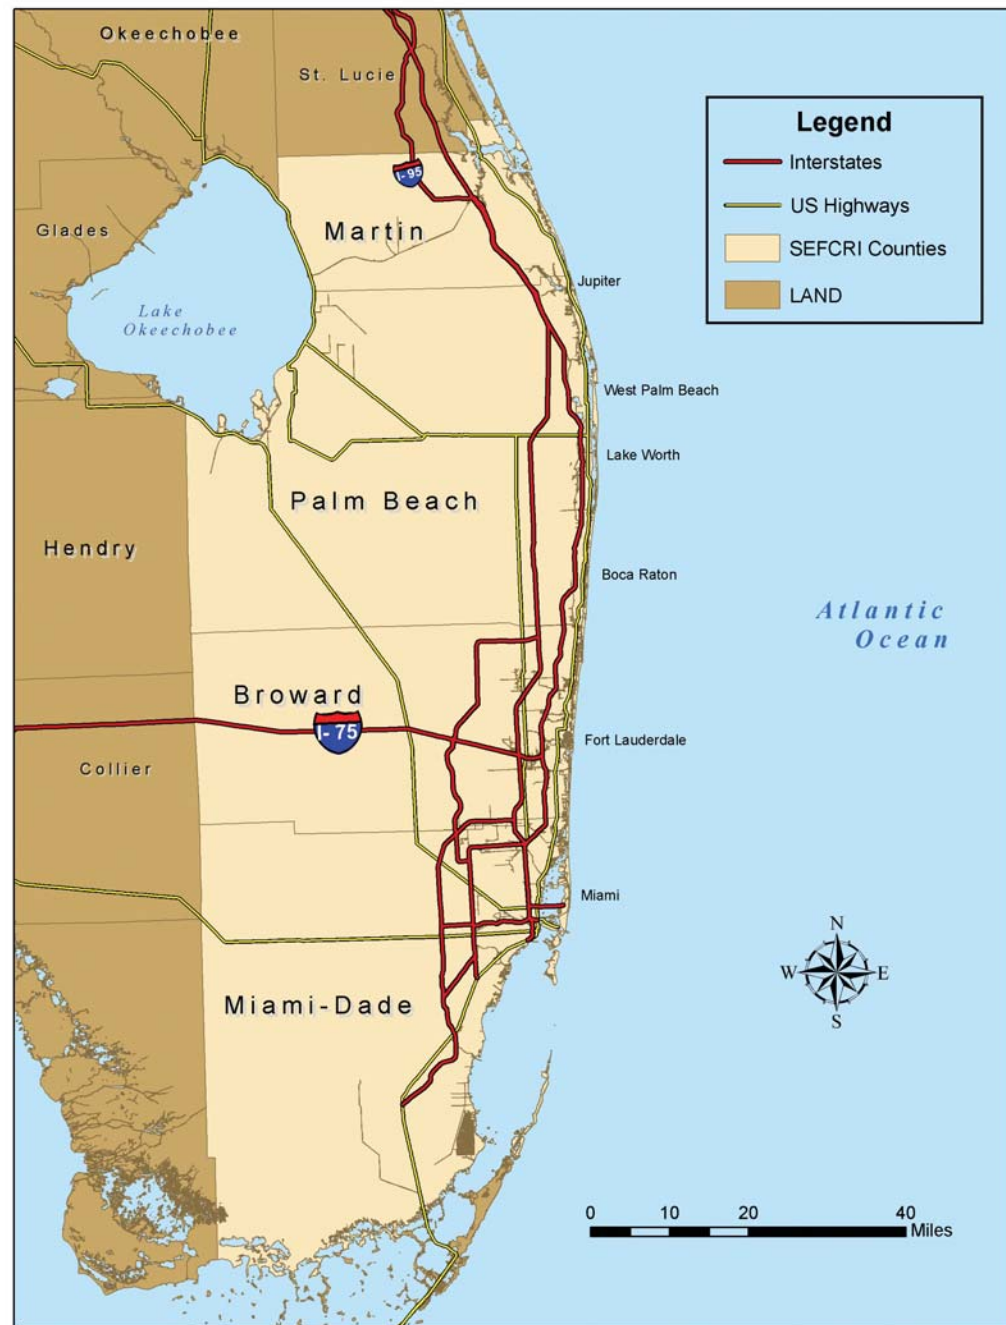 Okeechobee
St. Lucie
Legend
Interstates
US Highways
SEFCRI Counties
LAND
I- 95
Martin
Glades
Lake
Okeechobee
Jupiter
West Palm Beach
Lake Worth
Palm Beach
Hendry
Boca Raton
Atlantic
Ocean
Broward
I- 75
Fort Lauderdale
Collier
Miami
N
W
E
S
Miami-Dade
0 10 20 40
Miles